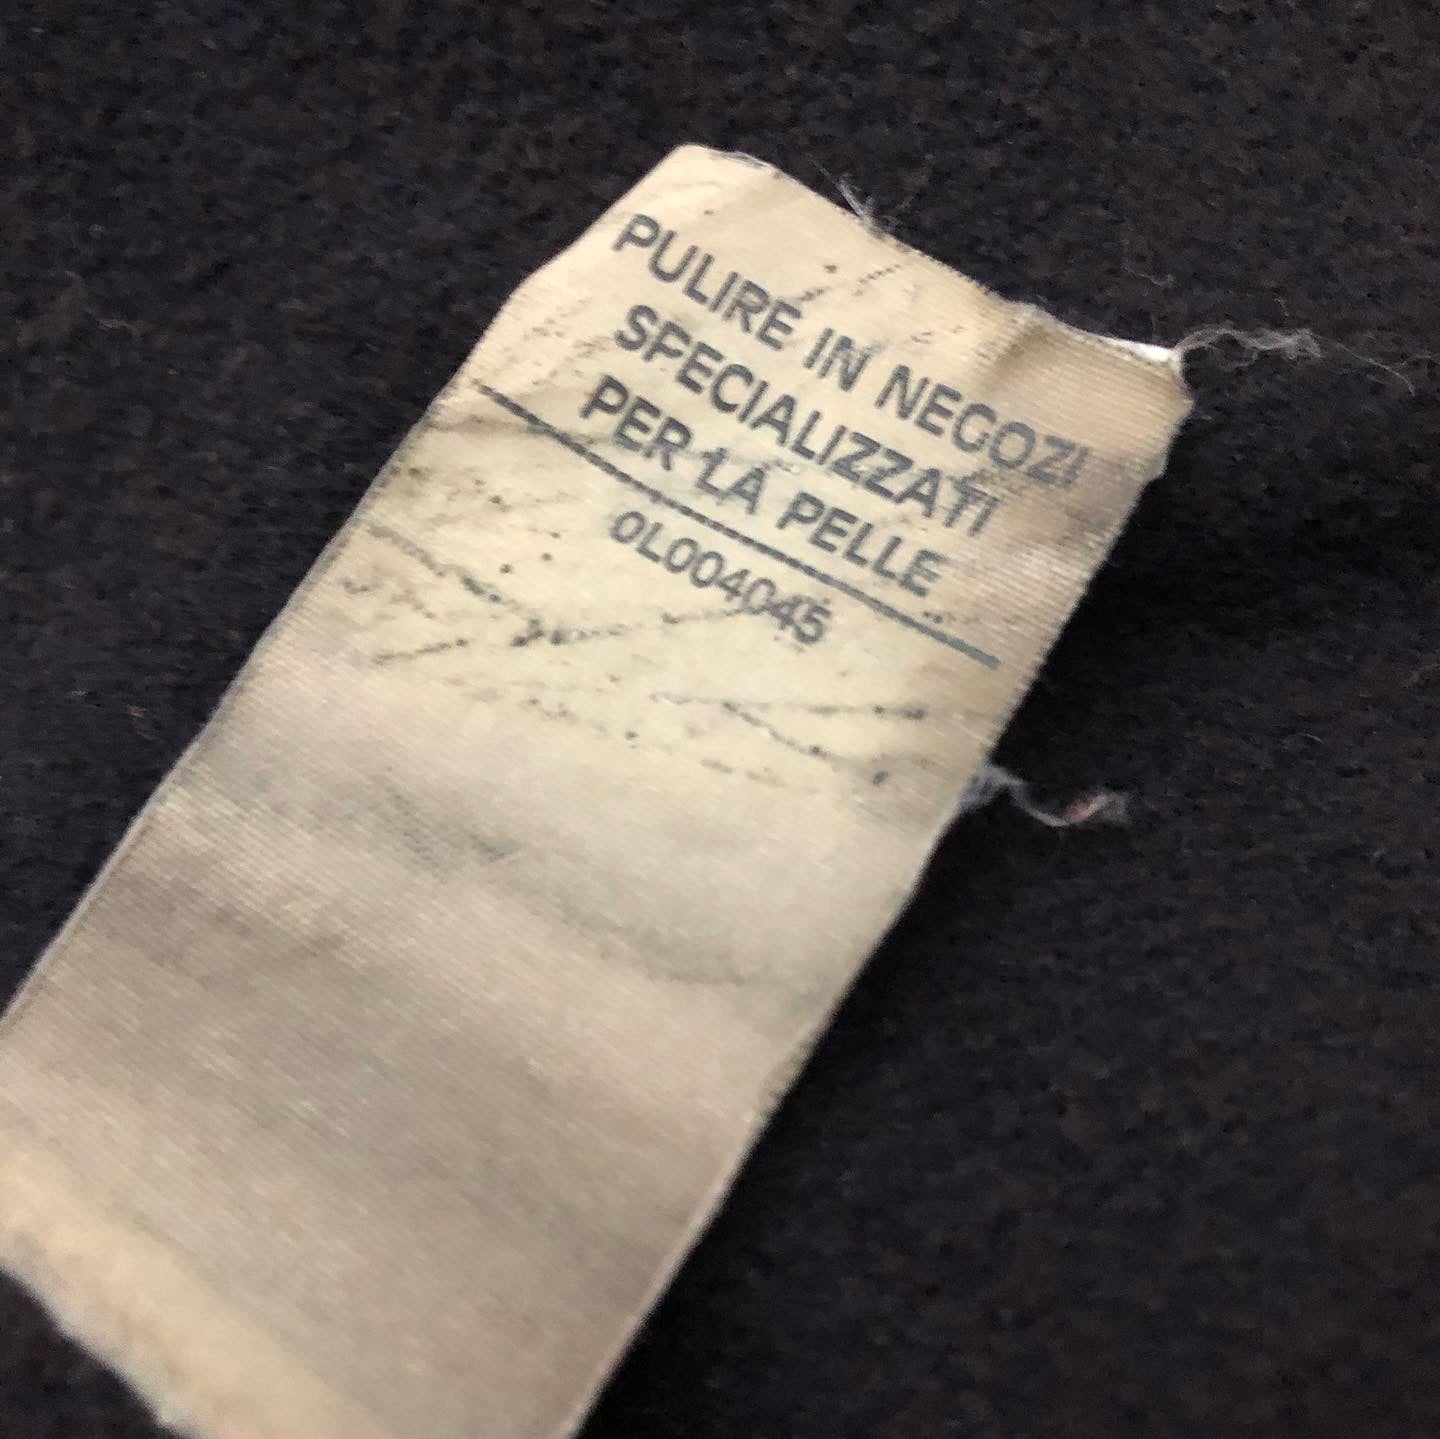 PULIRE IN NEGOZI
SPECIALIZZATI
PER LA PELLE
0L004045